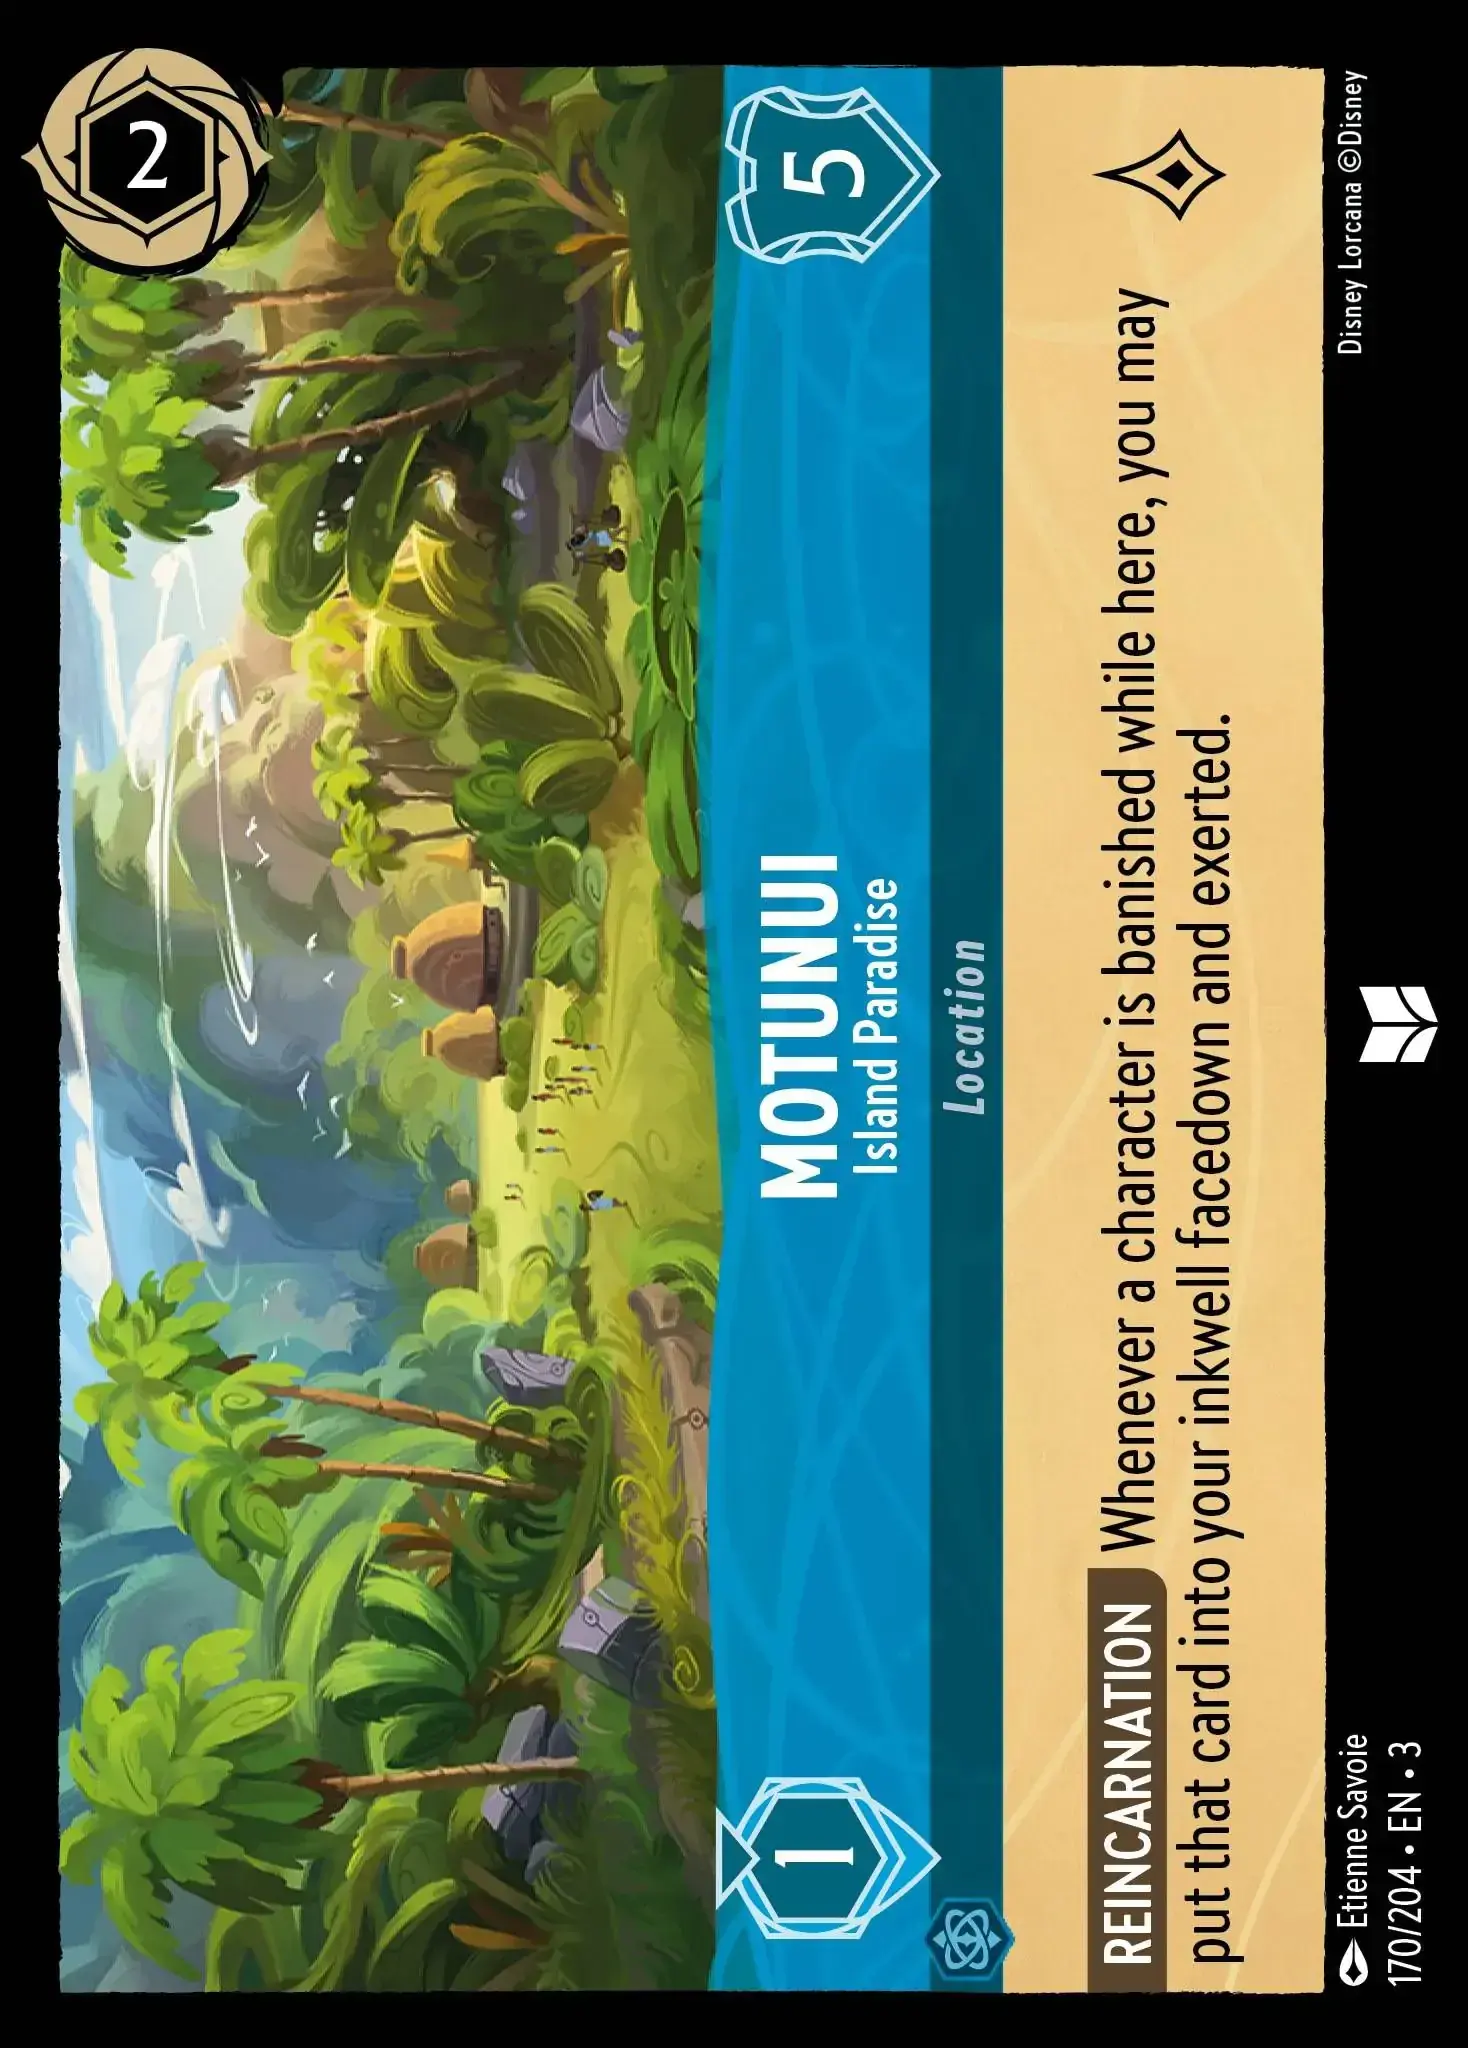 2
MOTUNUI
Island Paradise
1
5
Location
REINCARNATION Whenever a character is banished while here, you may
put that card into your inkwell facedown and exerted.
Etienne Savoie
170/204 • EN • 3
Disney Lorcana ©Disney